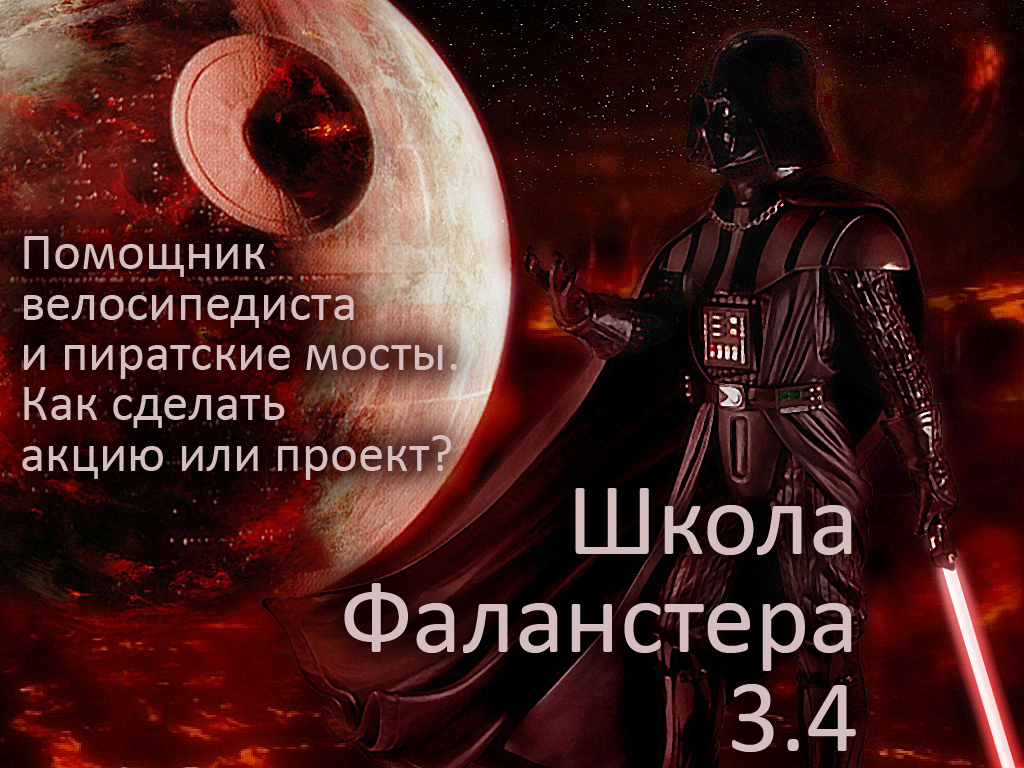 Помощник
велосипедиста
и пиратские мосты.
Как сделать
акцию или проект?
Школа
Фаланстера
3.4